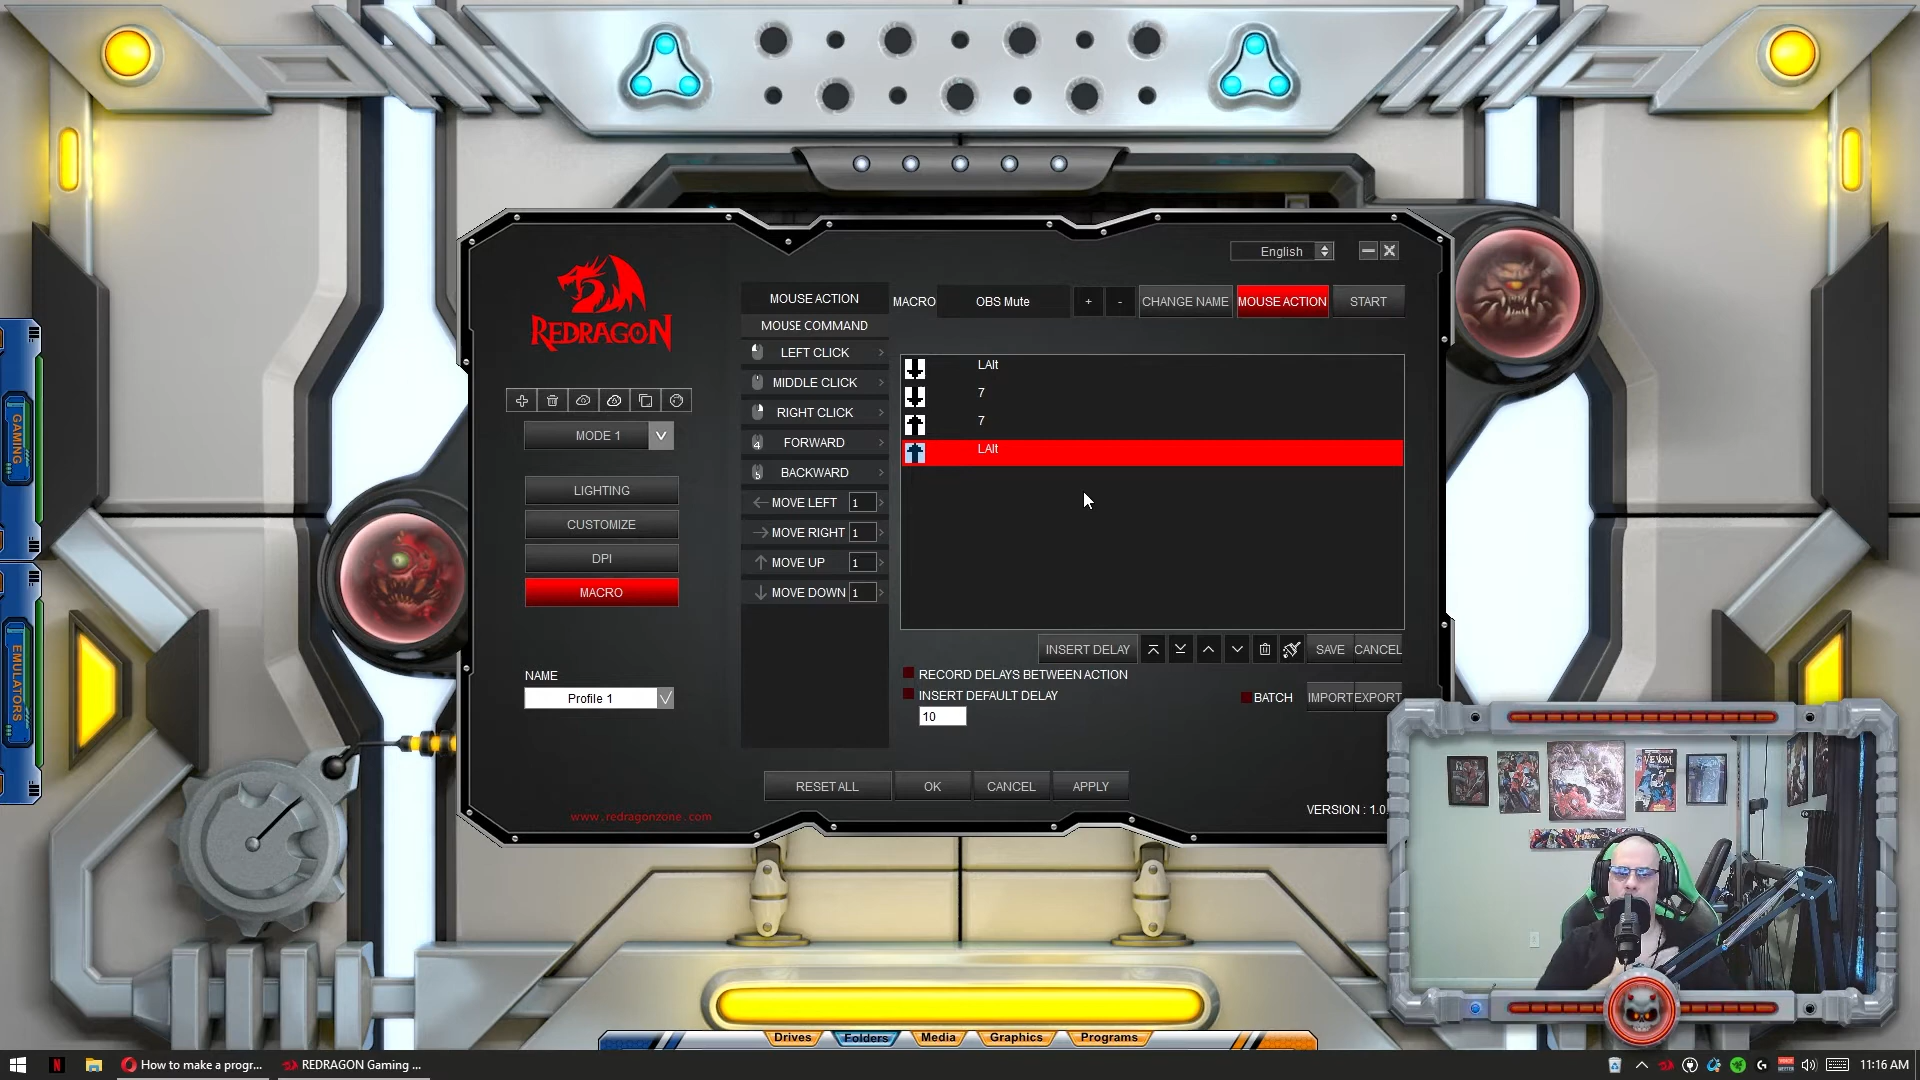 English
REDRAGON
MOUSE ACTION
MOUSE COMMAND
LEFT CLICK
MIDDLE CLICK
RIGHT CLICK
4 FORWARD
5 BACKWARD
MOVE LEFT 1
MOVE RIGHT 1
MOVE UP 1
MOVE DOWN 1
MACRO OBS Mute + - CHANGE NAME MOUSE ACTION START
LAlt
7
7
LAlt
MODE 1
LIGHTING
CUSTOMIZE
DPI
MACRO
NAME
Profile 1
INSERT DELAY SAVE CANCEL
RECORD DELAYS BETWEEN ACTION
INSERT DEFAULT DELAY
10
BATCH IMPORT EXPORT
RESET ALL OK CANCEL APPLY
www.redragonzone.com
VERSION : 1.0.
GAMING
EMULATORS
VENOM
Drives Folders Media Graphics Programs
How to make a progr...
REDRAGON Gaming ...
11:16 AM